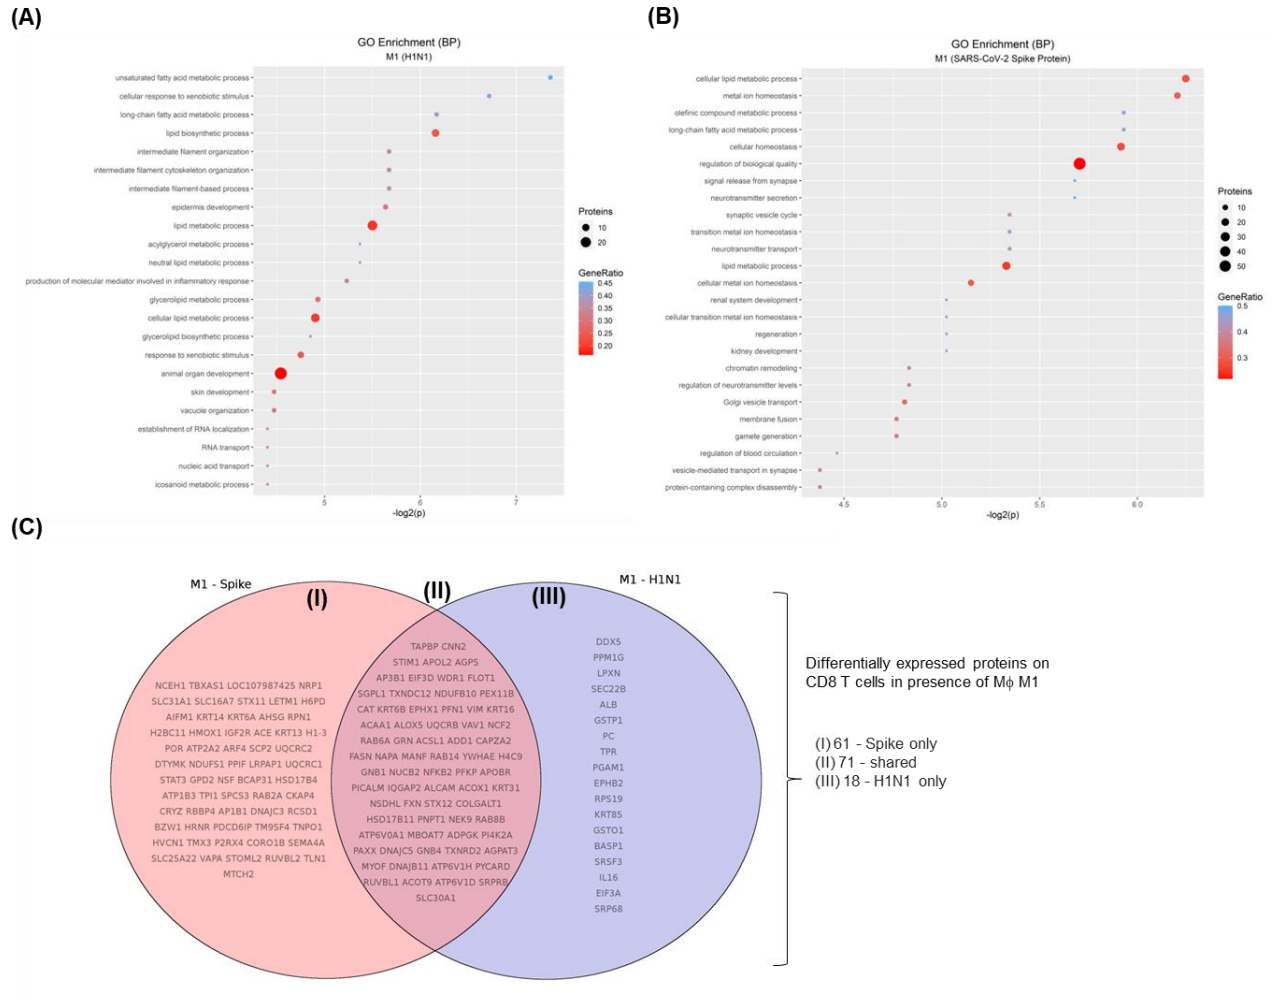 (A)
GO Enrichment (BP)
M1 (H1N1)
unsaturated fatty acid metabolic process
cellular response to xenobiotic stimulus
long-chain fatty acid metabolic process
lipid biosynthetic process
intermediate filament organization
intermediate filament cytoskeleton organization
intermediate filament-based process
epidermis development
lipid metabolic process
acylglycerol metabolic process
neutral lipid metabolic process
production of molecular mediator involved in inflammatory response
glycerolipid metabolic process
cellular lipid metabolic process
glycerolipid biosynthetic process
response to xenobiotic stimulus
animal organ development
skin development
vacuole organization
establishment of RNA localization
RNA transport
nucleic acid transport
icosanoid metabolic process
5 6 7
-log2(p)
Proteins
10
20
GeneRatio
0.45
0.40
0.35
0.30
0.25
0.20
(B)
GO Enrichment (BP)
M1 (SARS-CoV-2 Spike Protein)
cellular lipid metabolic process
metal ion homeostasis
olefinic compound metabolic process
long-chain fatty acid metabolic process
cellular homeostasis
regulation of biological quality
signal release from synapse
neurotransmitter secretion
synaptic vesicle cycle
transition metal ion homeostasis
neurotransmitter transport
lipid metabolic process
cellular metal ion homeostasis
renal system development
cellular transition metal ion homeostasis
regeneration
kidney development
chromatin remodeling
regulation of neurotransmitter levels
Golgi vesicle transport
membrane fusion
gamete generation
regulation of blood circulation
vesicle-mediated transport in synapse
protein-containing complex disassembly
4.5 5.0 5.5 6.0
-log2(p)
Proteins
10
20
30
40
50
GeneRatio
0.5
0.4
0.3
(C)
M1 - Spike
(I)
(II)
(III)
M1 - H1N1
NCEH1 TBXAS1 LOC107987425 NRP1
SLC31A1 SLC16A7 STX11 LETM1 H6PD
AIFM1 KRT14 KRT6A AHSG RPN1
H2BC11 HMOX1 IGF2R ACE KRT13 H1-3
POR ATP2A2 ARF4 SCP2 UQCRC2
DTYMK NDUFS1 PPIF LRPAP1 UQCRC1
STAT3 GPD2 NSF BCAP31 HSD17B4
ATP1B3 TPI1 SPCS3 RAB2A CKAP4
CRYZ RBBP4 AP1B1 DNAJC3 RCSD1
BZW1 HRNR PDCD6IP TM9SF4 TNPO1
HVCN1 TMX3 P2RX4 CORO1B SEMA4A
SLC25A22 VAPA STOML2 RUVBL2 TLN1
MTCH2
TAPBP CNN2
STIM1 APOL2 AGPS
AP3B1 EIF3D WDR1 FLOT1
SGPL1 TXNDC12 NDUFB10 PEX11B
CAT KRT6B EPHX1 PFN1 VIM KRT16
ACAA1 ALOX5 UQCRB VAV1 NCF2
RAB6A GRN ACSL1 ADD1 CAPZA2
FASN NAPA MANF RAB14 YWHAE H4C9
GNB1 NUCB2 NFKB2 PFKP APOBR
PICALM IQGAP2 ALCAM ACOX1 KRT31
NSDHL FXN STX12 COLGALT1
HSD17B11 PNPT1 NEK9 RAB8B
ATP6V0A1 MBOAT7 ADPGK PI4K2A
PAXX DNAJC5 GNB4 TXNRD2 AGPAT3
MYOF DNAJB11 ATP6V1H PYCARD
RUVBL1 ACOT9 ATP6V1D SRPRB
SLC30A1
DDX5
PPM1G
LPXN
SEC22B
ALB
GSTP1
PC
TPR
PGAM1
EPHB2
RPS19
KRT85
GSTO1
BASP1
SRSF3
IL16
EIF3A
SRP68
Differentially expressed proteins on
CD8 T cells in presence of Mϕ M1
(I) 61 - Spike only
(II) 71 - shared
(III) 18 - H1N1 only